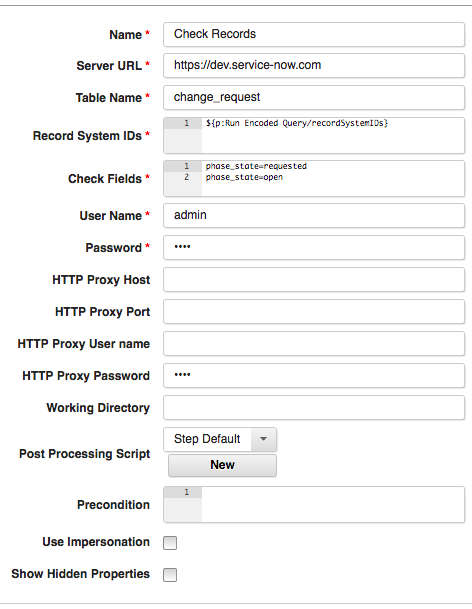 Name * Check Records
Server URL * https://dev.service-now.com
Table Name * change_request
Record System IDs * 1 ${p:Run Encoded Query/recordSystemIDs}
Check Fields * 1 phase_state=requested
2 phase_state=open
User Name * admin
Password * ••••
HTTP Proxy Host
HTTP Proxy Port
HTTP Proxy User name
HTTP Proxy Password ••••
Working Directory
Post Processing Script Step Default
New
Precondition 1
Use Impersonation
Show Hidden Properties